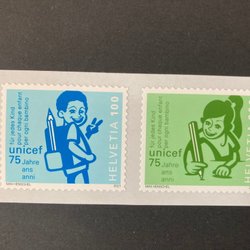 für jedes Kind
pour chaque enfant
per ogni bambino
unicef
75 Jahre
ans
anni
HELVETIA 100
für jedes Kind
pour chaque enfant
per ogni bambino
unicef
75 Jahre
ans
anni